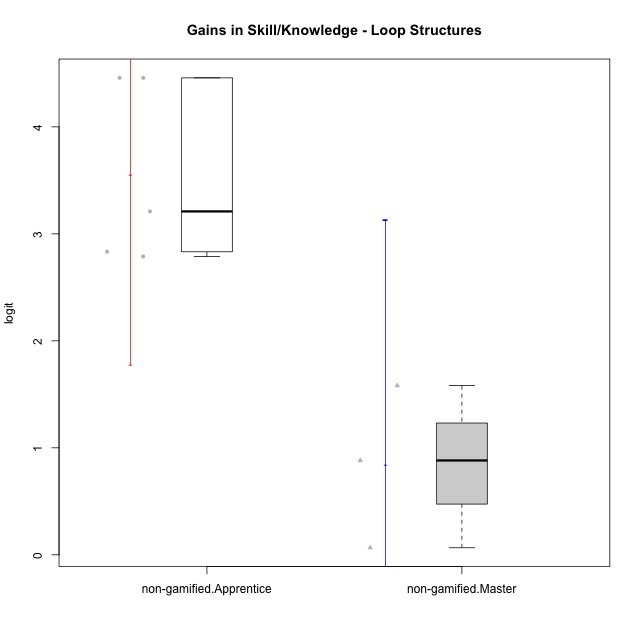 Gains in Skill/Knowledge - Loop Structures
4
3
2
1
0
logit
non-gamified.Apprentice
non-gamified.Master